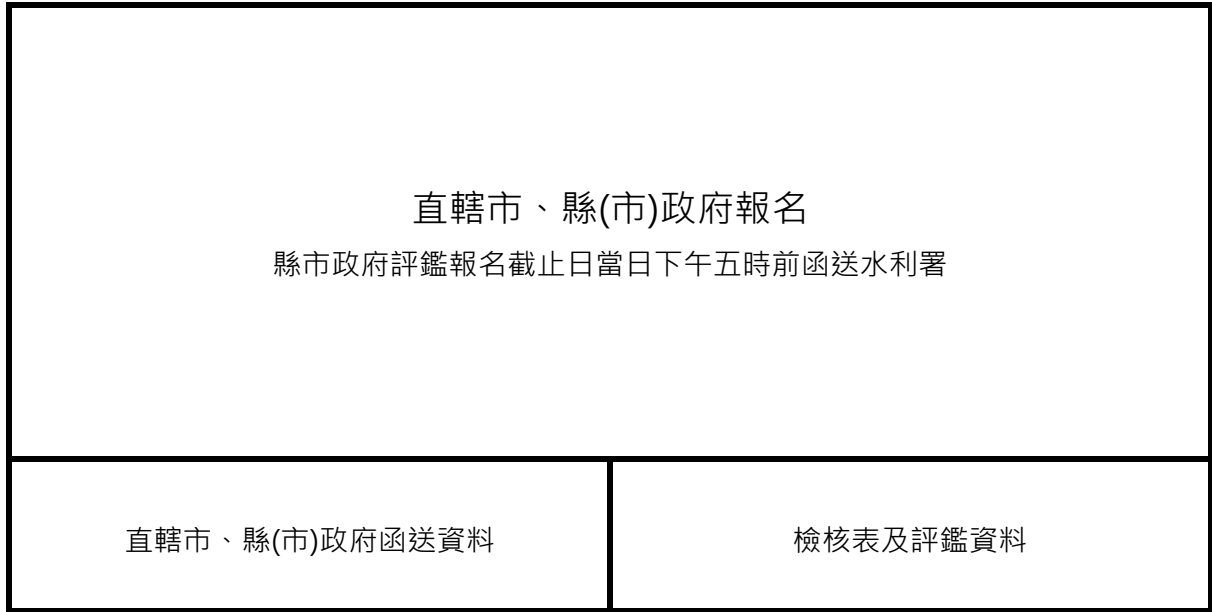 直轄市、縣(市)政府報名
縣市政府評鑑報名截止日當日下午五時前函送水利署
直轄市、縣(市)政府函送資料
檢核表及評鑑資料